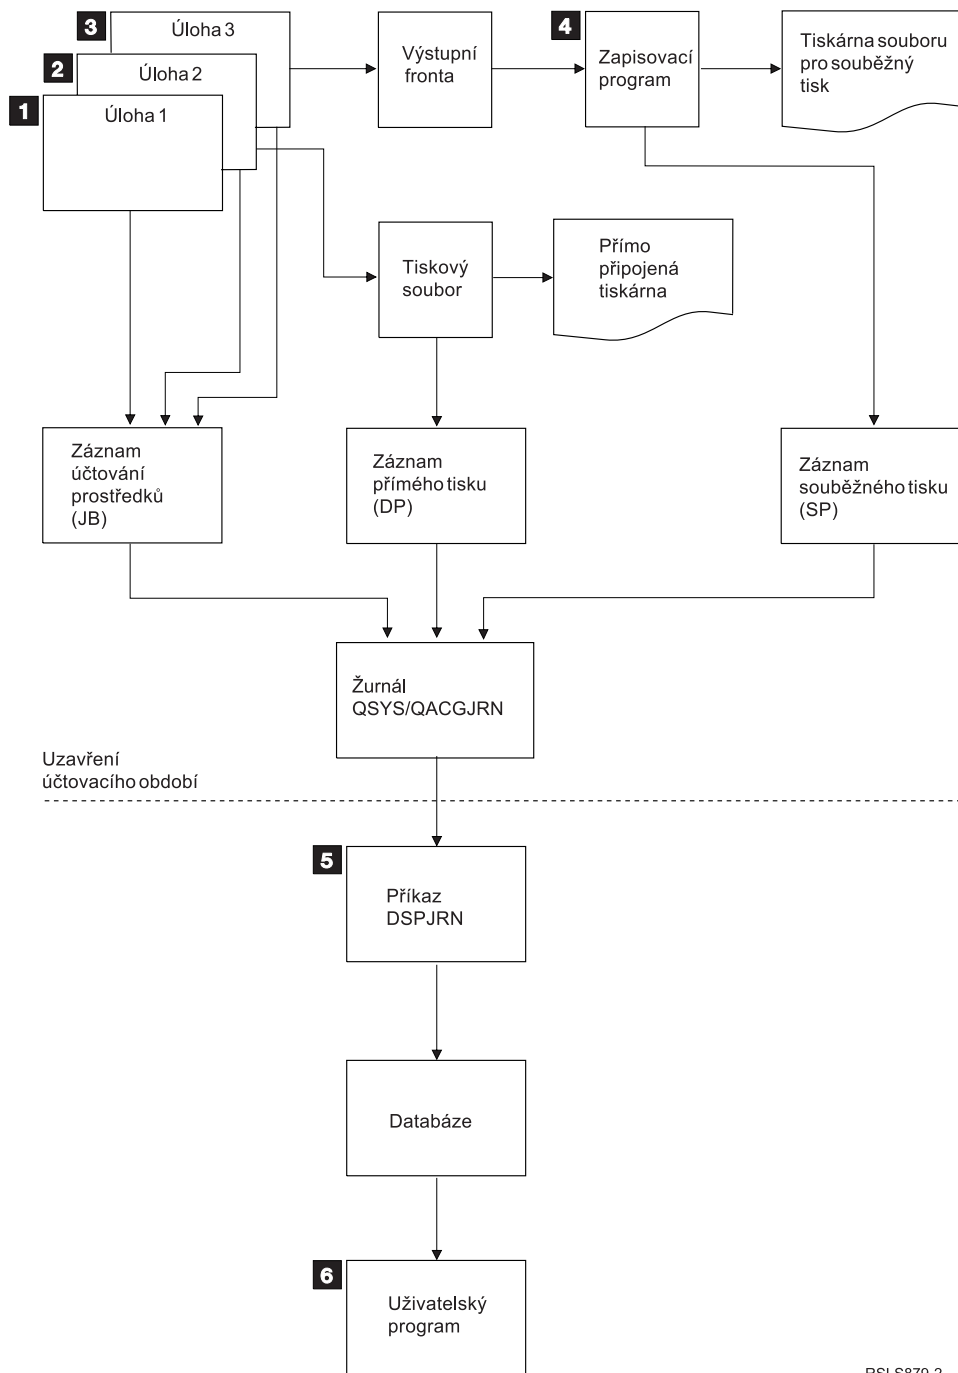 3
Úloha 3
2
Úloha 2
1
Úloha 1
Výstupní
fronta
4
Zapisovací
program
Tiskárna souboru
pro souběžný
tisk
Tiskový
soubor
Přímo
připojená
tiskárna
Záznam
účtování
prostředků
(JB)
Záznam
přímého tisku
(DP)
Záznam
souběžného tisku
(SP)
Žurnál
QSYS/QACGJRN
Uzavření
účtovacího období
5
Příkaz
DSPJRN
Databáze
6
Uživatelský
program
RSLS879-2